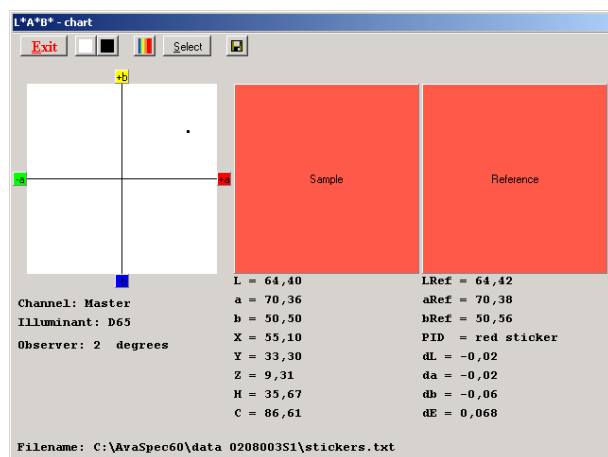 L*A*B* - chart
Exit Select
+b
-a +a
-b
Sample Reference
L = 64,40
a = 70,36
b = 50,50
X = 55,10
Y = 33,30
Z = 9,31
H = 35,67
C = 86,61
LRef = 64,42
aRef = 70,38
bRef = 50,56
PID = red sticker
dL = -0,02
da = -0,02
db = -0,06
dE = 0,068
Channel: Master
Illuminant: D65
Observer: 2 degrees
Filename: C:\AvaSpec60\data 0208003S1\stickers.txt